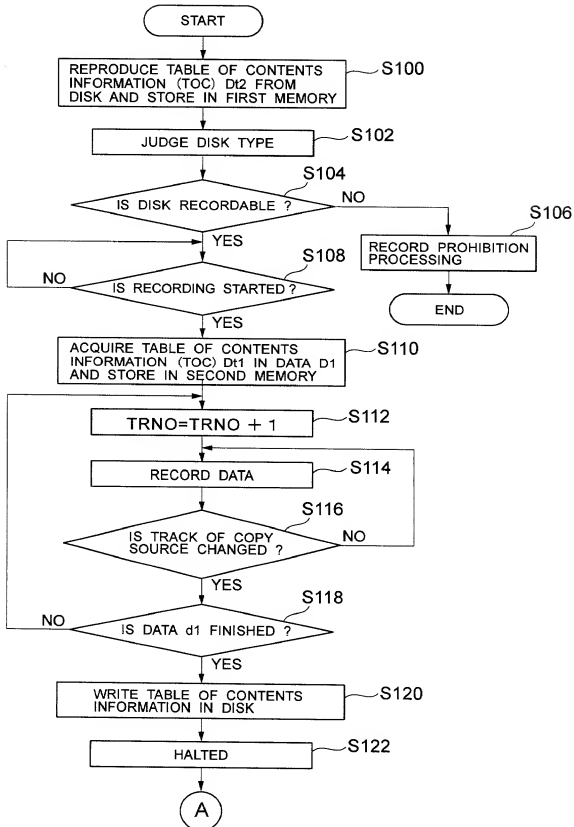 START
REPRODUCE TABLE OF CONTENTS
INFORMATION (TOC) Dt2 FROM
DISK AND STORE IN FIRST MEMORY
S100
JUDGE DISK TYPE
S102
IS DISK RECORDABLE ?
S104
NO
YES
RECORD PROHIBITION
PROCESSING
S106
END
IS RECORDING STARTED ?
S108
NO
YES
ACQUIRE TABLE OF CONTENTS
INFORMATION (TOC) Dt1 IN DATA D1
AND STORE IN SECOND MEMORY
S110
TRNO=TRNO + 1
S112
RECORD DATA
S114
IS TRACK OF COPY
SOURCE CHANGED ?
S116
NO
YES
IS DATA d1 FINISHED ?
S118
NO
YES
WRITE TABLE OF CONTENTS
INFORMATION IN DISK
S120
HALTED
S122
A